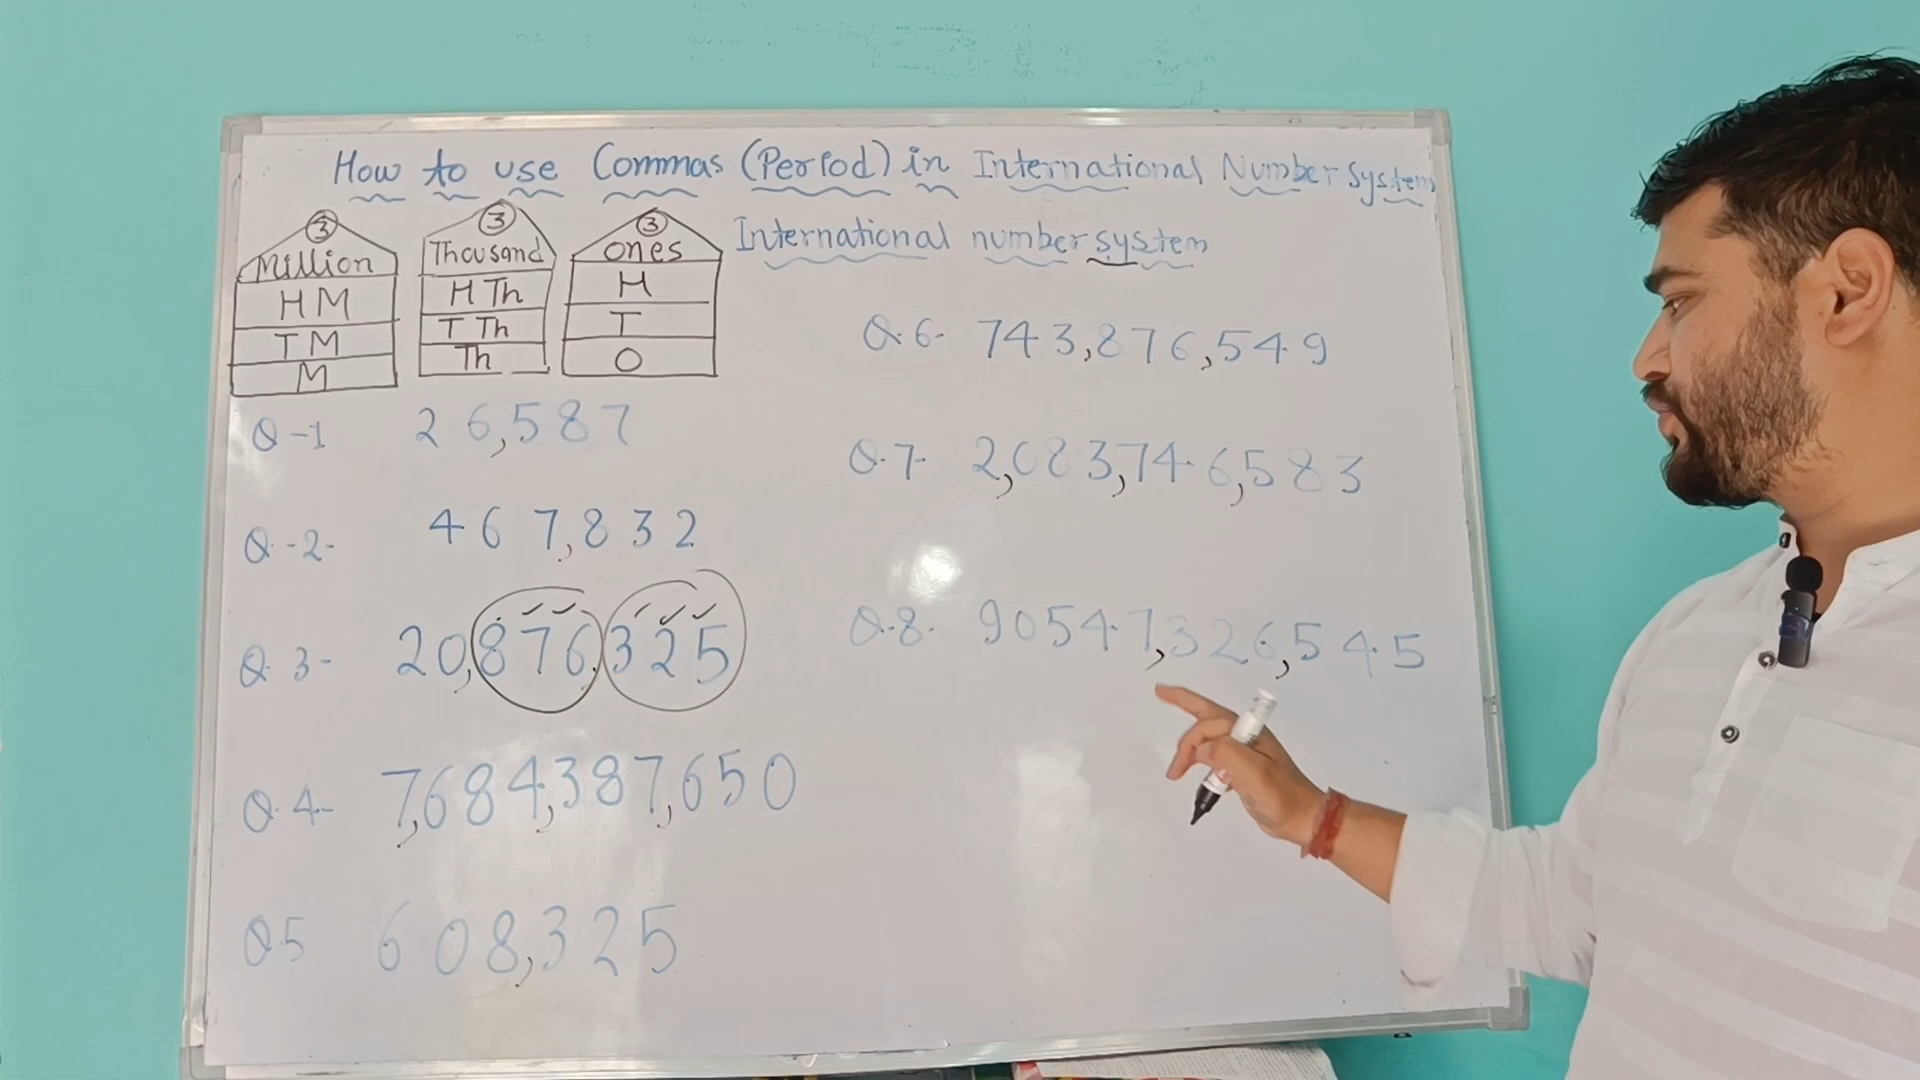 How to use Commas (Period) in International Number System
3 Million HM TM M
3 Thousand H Th T Th Th
3 ones H T O
International number system
Q-1 26,587
Q-2- 467,832
Q.3- 20,876,325
Q.4- 7,684,387,650
Q.5 608,325
Q.6- 743,876,549
Q.7- 2,083,746,583
Q.8- 90547,326,545